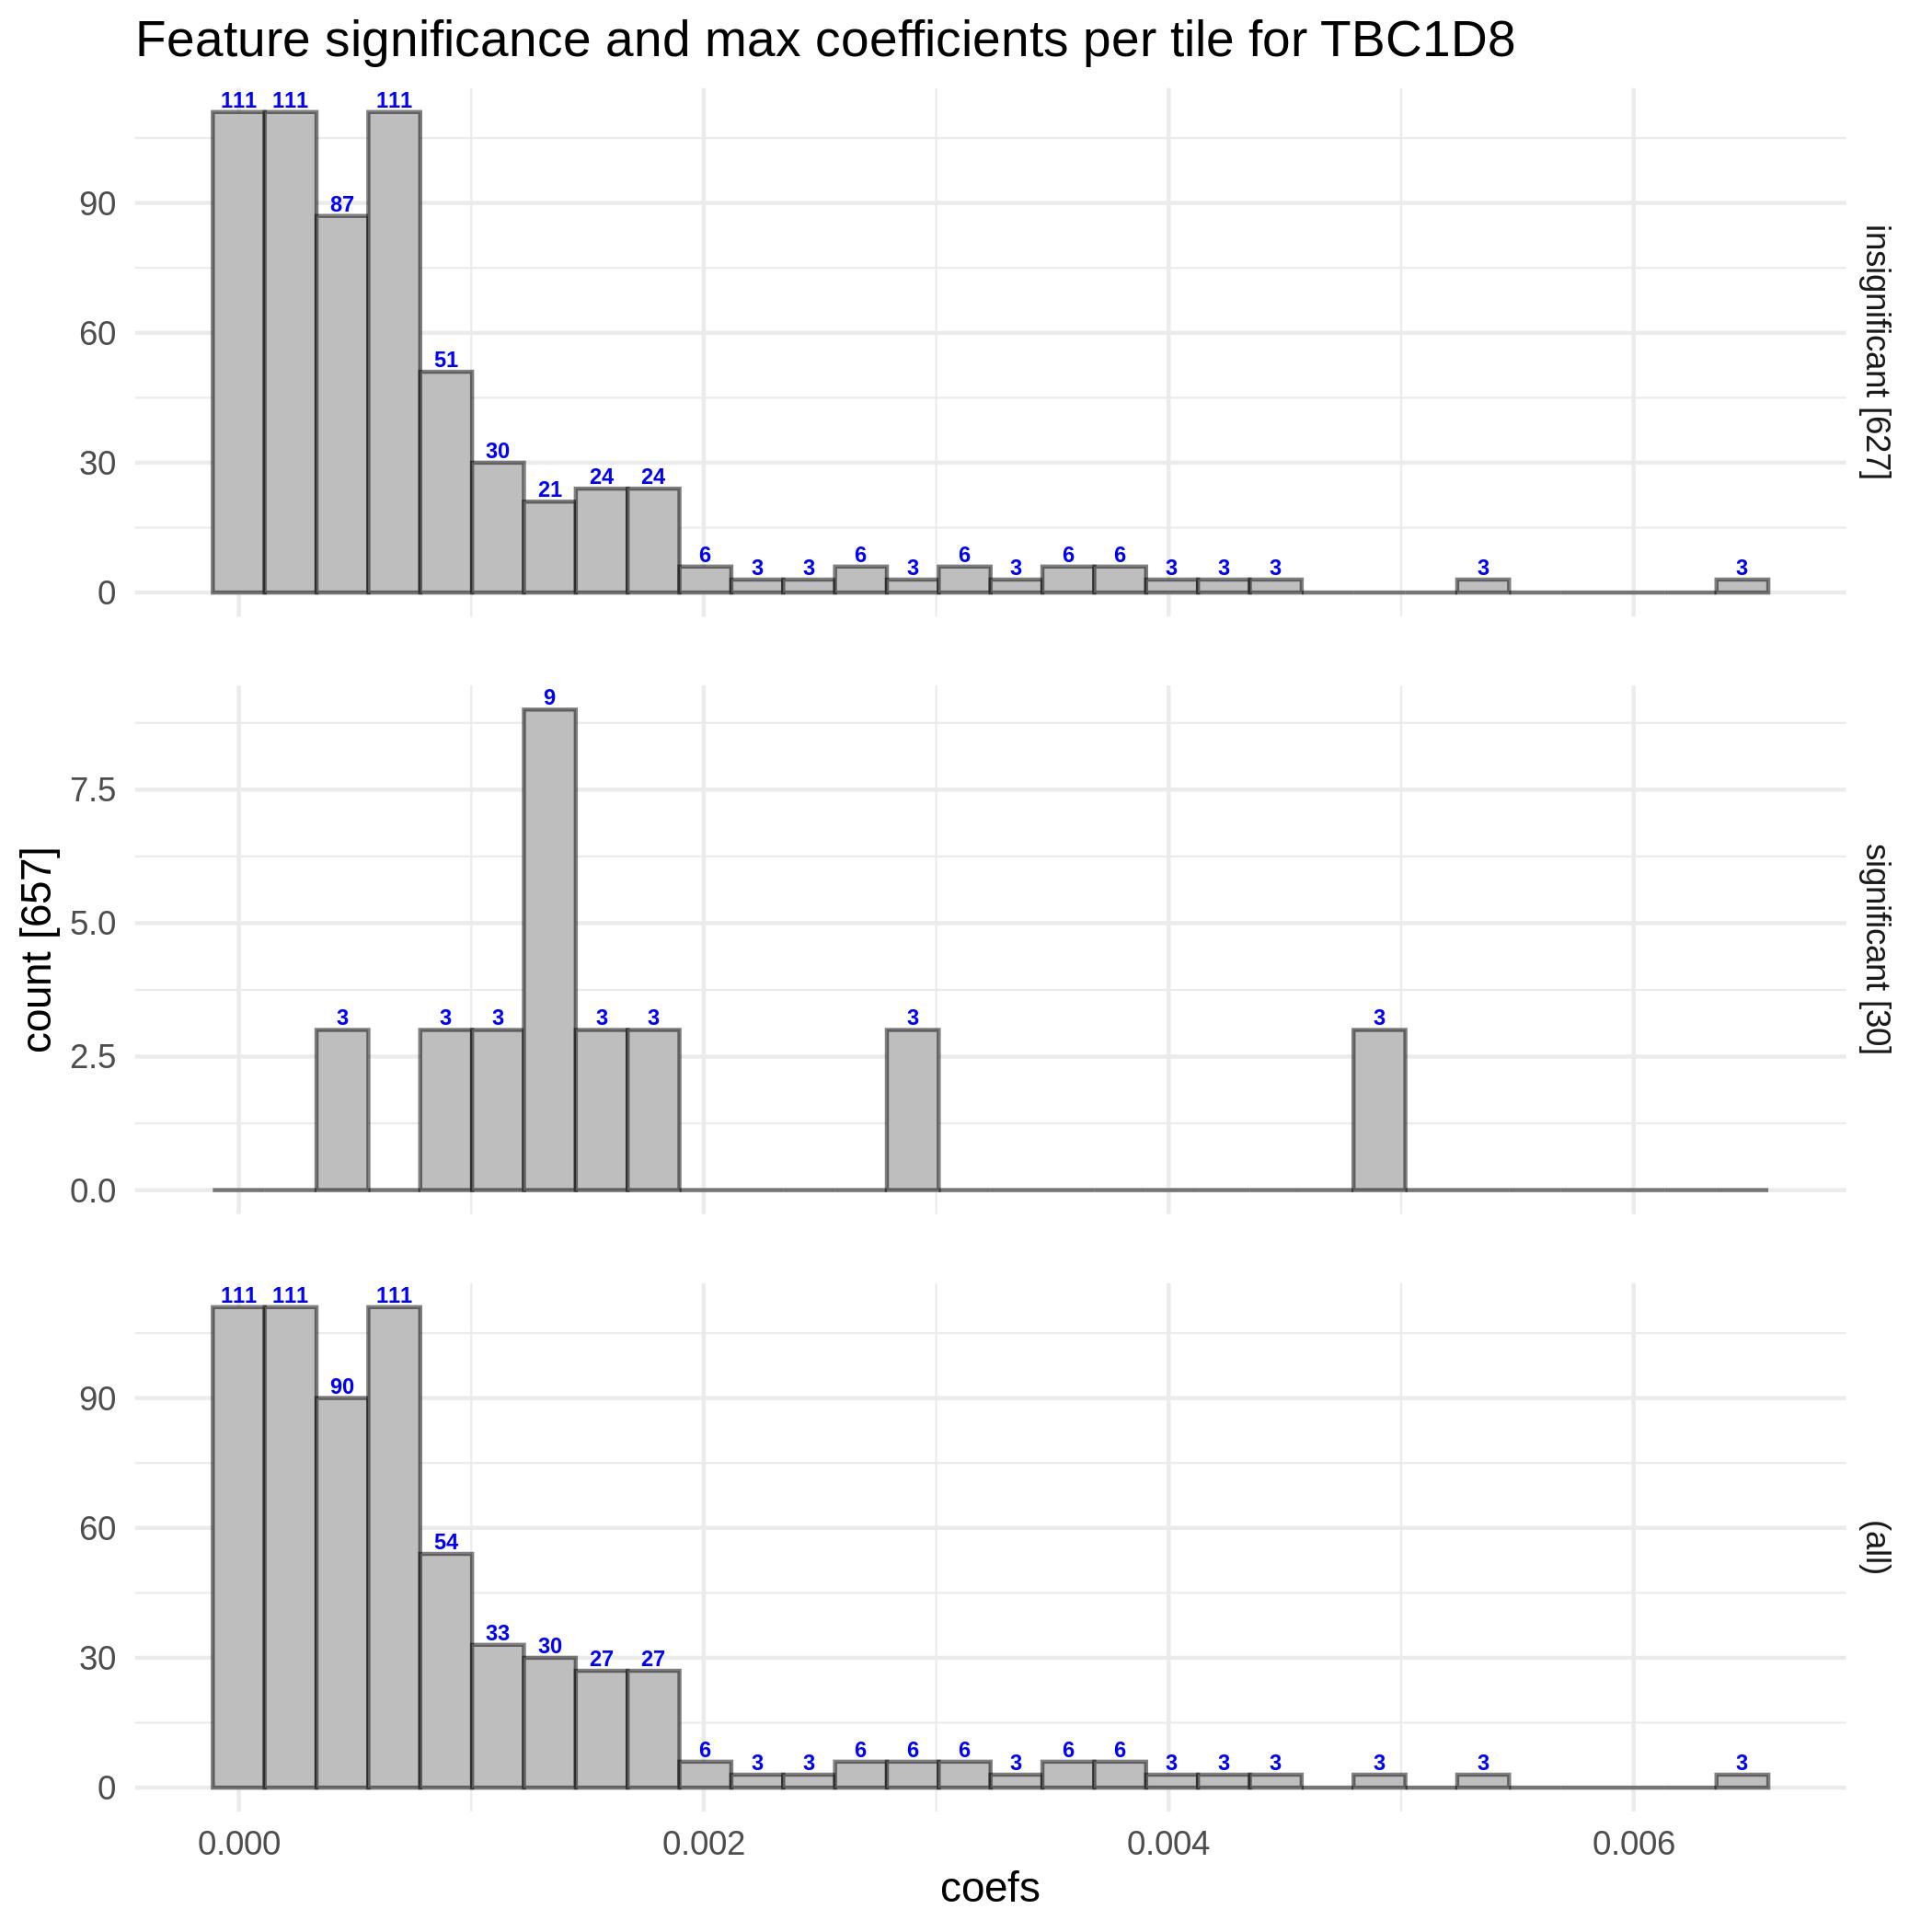 Feature significance and max coefficients per tile for TBC1D8
111 111 87 111 51 30 21 24 24 6 3 3 6 3 6 3 6 6 3 3 3 3 3
90
60
30
0
insignificant [627]
count [657]
3 3 3 9 3 3 3 3
7.5
5.0
2.5
0.0
significant [30]
111 111 90 111 54 33 30 27 27 6 3 3 6 6 6 3 6 6 3 3 3 3 3 3
90
60
30
0
(all)
0.000 0.002 0.004 0.006
coefs